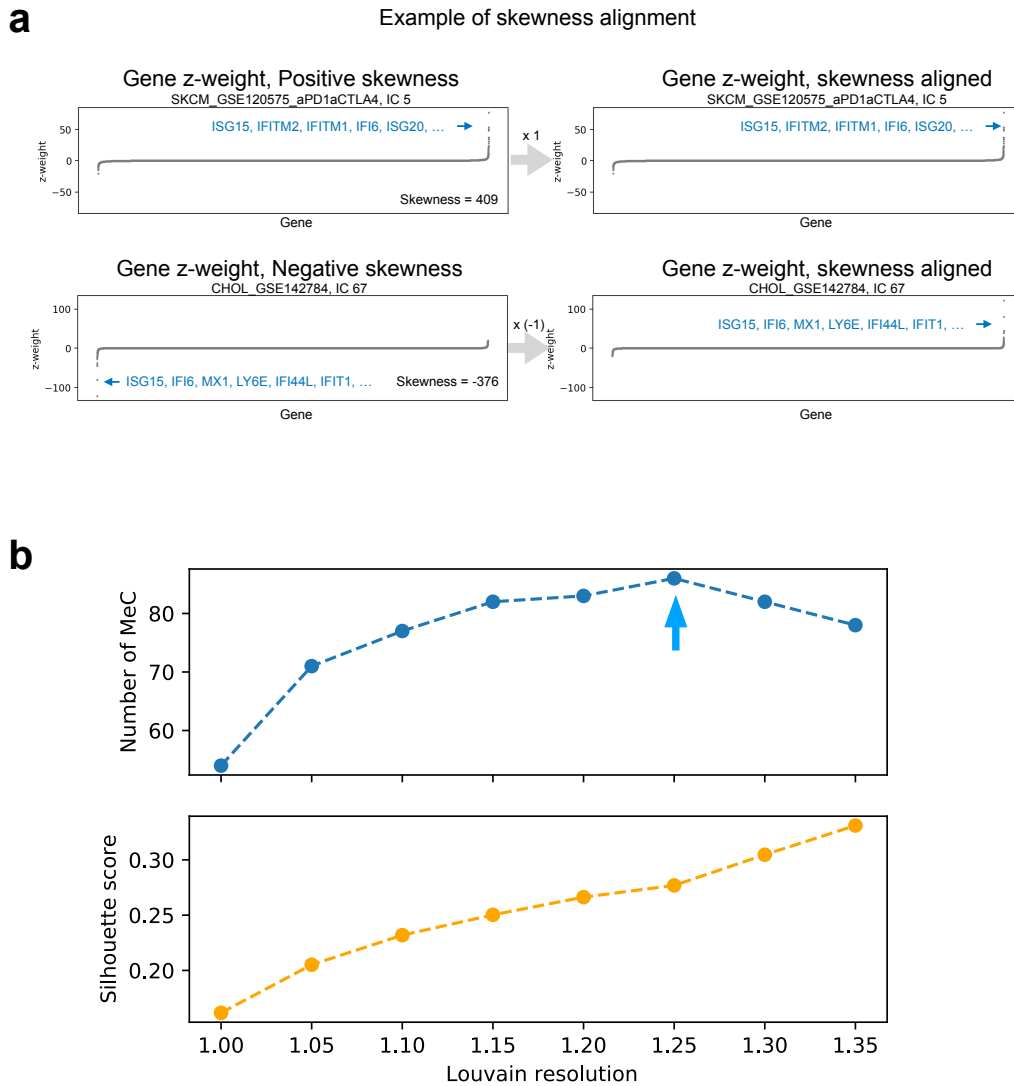 a
Example of skewness alignment
Gene z-weight, Positive skewness
SKCM_GSE120575_aPD1aCTLA4, IC 5
z-weight
50
0
−50
ISG15, IFITM2, IFITM1, IFI6, ISG20, …
Skewness = 409
Gene
x 1
Gene z-weight, skewness aligned
SKCM_GSE120575_aPD1aCTLA4, IC 5
z-weight
50
0
−50
ISG15, IFITM2, IFITM1, IFI6, ISG20, …
Gene
Gene z-weight, Negative skewness
CHOL_GSE142784, IC 67
z-weight
100
0
−100
ISG15, IFI6, MX1, LY6E, IFI44L, IFIT1, …
Skewness = -376
Gene
x (-1)
Gene z-weight, skewness aligned
CHOL_GSE142784, IC 67
z-weight
100
0
−100
ISG15, IFI6, MX1, LY6E, IFI44L, IFIT1, …
Gene
b
Number of MeC
80
70
60
Silhouette score
0.30
0.25
0.20
1.00 1.05 1.10 1.15 1.20 1.25 1.30 1.35
Louvain resolution